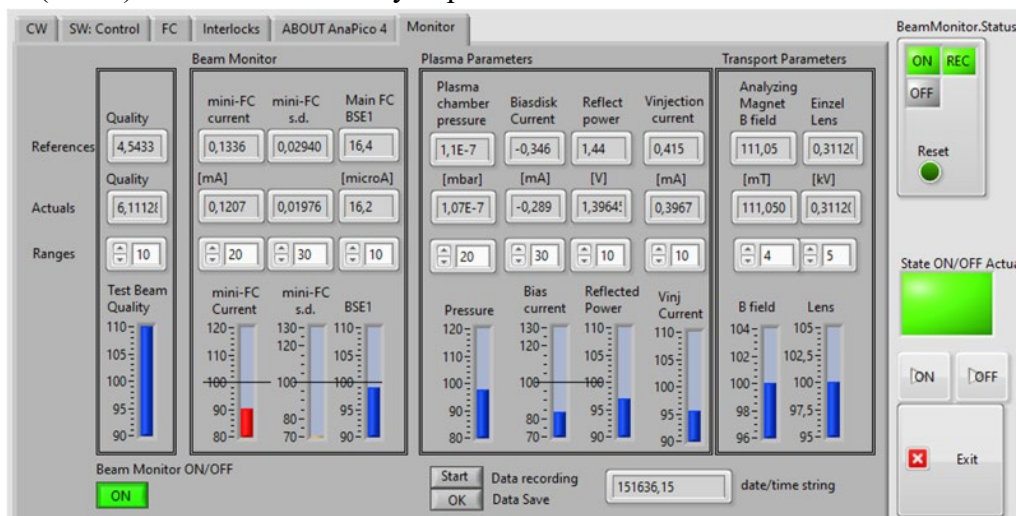 CW SW: Control FC Interlocks ABOUT AnaPico 4 Monitor
BeamMonitor.Status
Beam Monitor Plasma Parameters Transport Parameters
ON REC
OFF
Reset
Quality mini-FC current mini-FC s.d. Main FC BSE1 Plasma chamber pressure Biasdisk Current Reflect power Vinjection current Analyzing Magnet B field Einzel Lens
References 4,5433 0,1336 0,02940 16,4 1,1E-7 -0,346 1,44 0,415 111,05 0,3112(
Quality [mA] [microA] [mbar] [mA] [V] [mA] [mT] [kV]
Actuals 6,1112 0,1207 0,01976 16,2 1,07E-7 -0,289 1,3964 0,3967 111,050 0,3112(
Ranges 10 20 30 10 20 30 10 10 4 5
State ON/OFF Actua
Test Beam Quality mini-FC Current mini-FC s.d. BSE1 Pressure Bias current Reflected Power Vinj Current B field Lens
110 120 130 110 120 130 110 110 104 105
105 110 120 105 110 120 105 105 102 102,5
100 100 100 100 100 100 100 100 100 100
95 90 80 95 90 80 95 95 98 97,5
90 80 70 90 80 70 90 90 96 95
ON OFF
Exit
Beam Monitor ON/OFF
ON
Start Data recording
OK Data Save
151636,15 date/time string